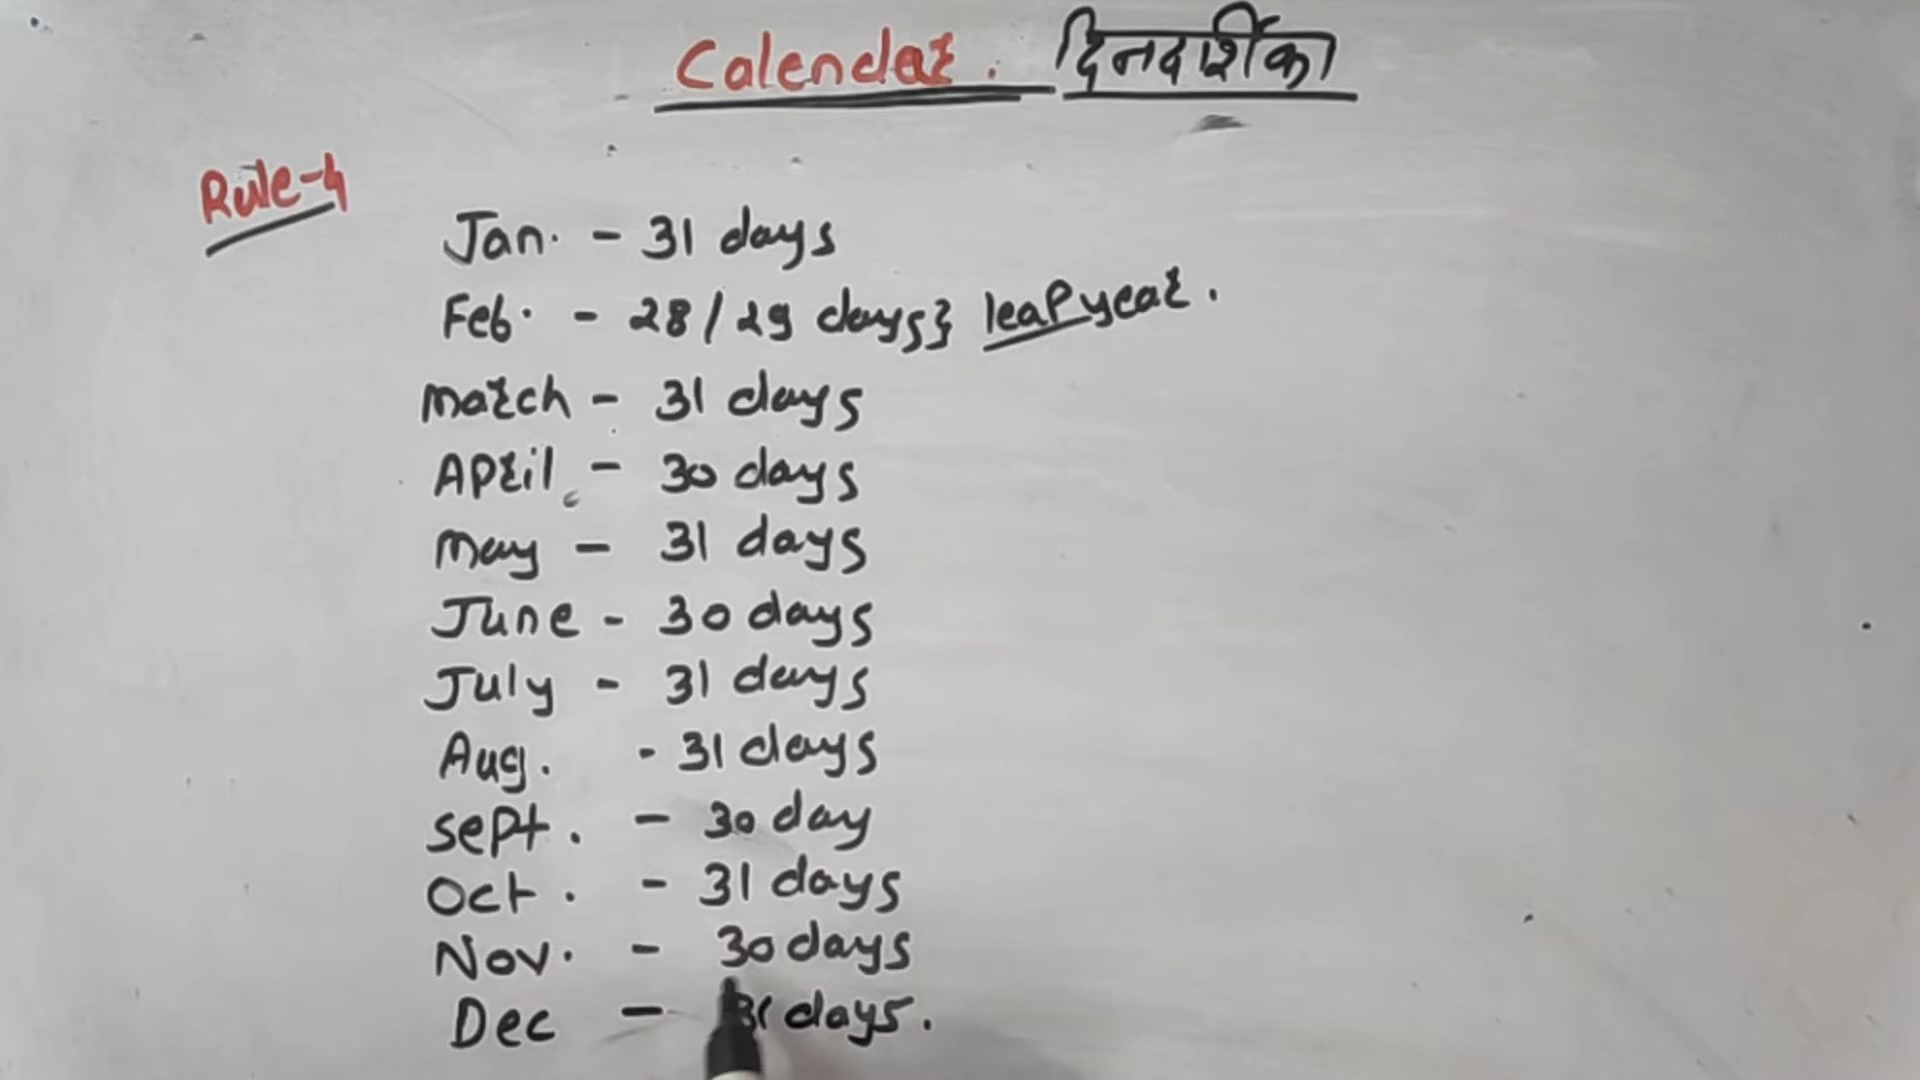 Calendar. दिनदर्शिका
Rule-4
Jan. - 31 days
Feb. - 28/29 days} leap year.
March - 31 days
April - 30 days
May - 31 days
June - 30 days
July - 31 days
Aug. - 31 days
Sept. - 30 day
Oct. - 31 days
Nov. - 30 days
Dec - 31 days.